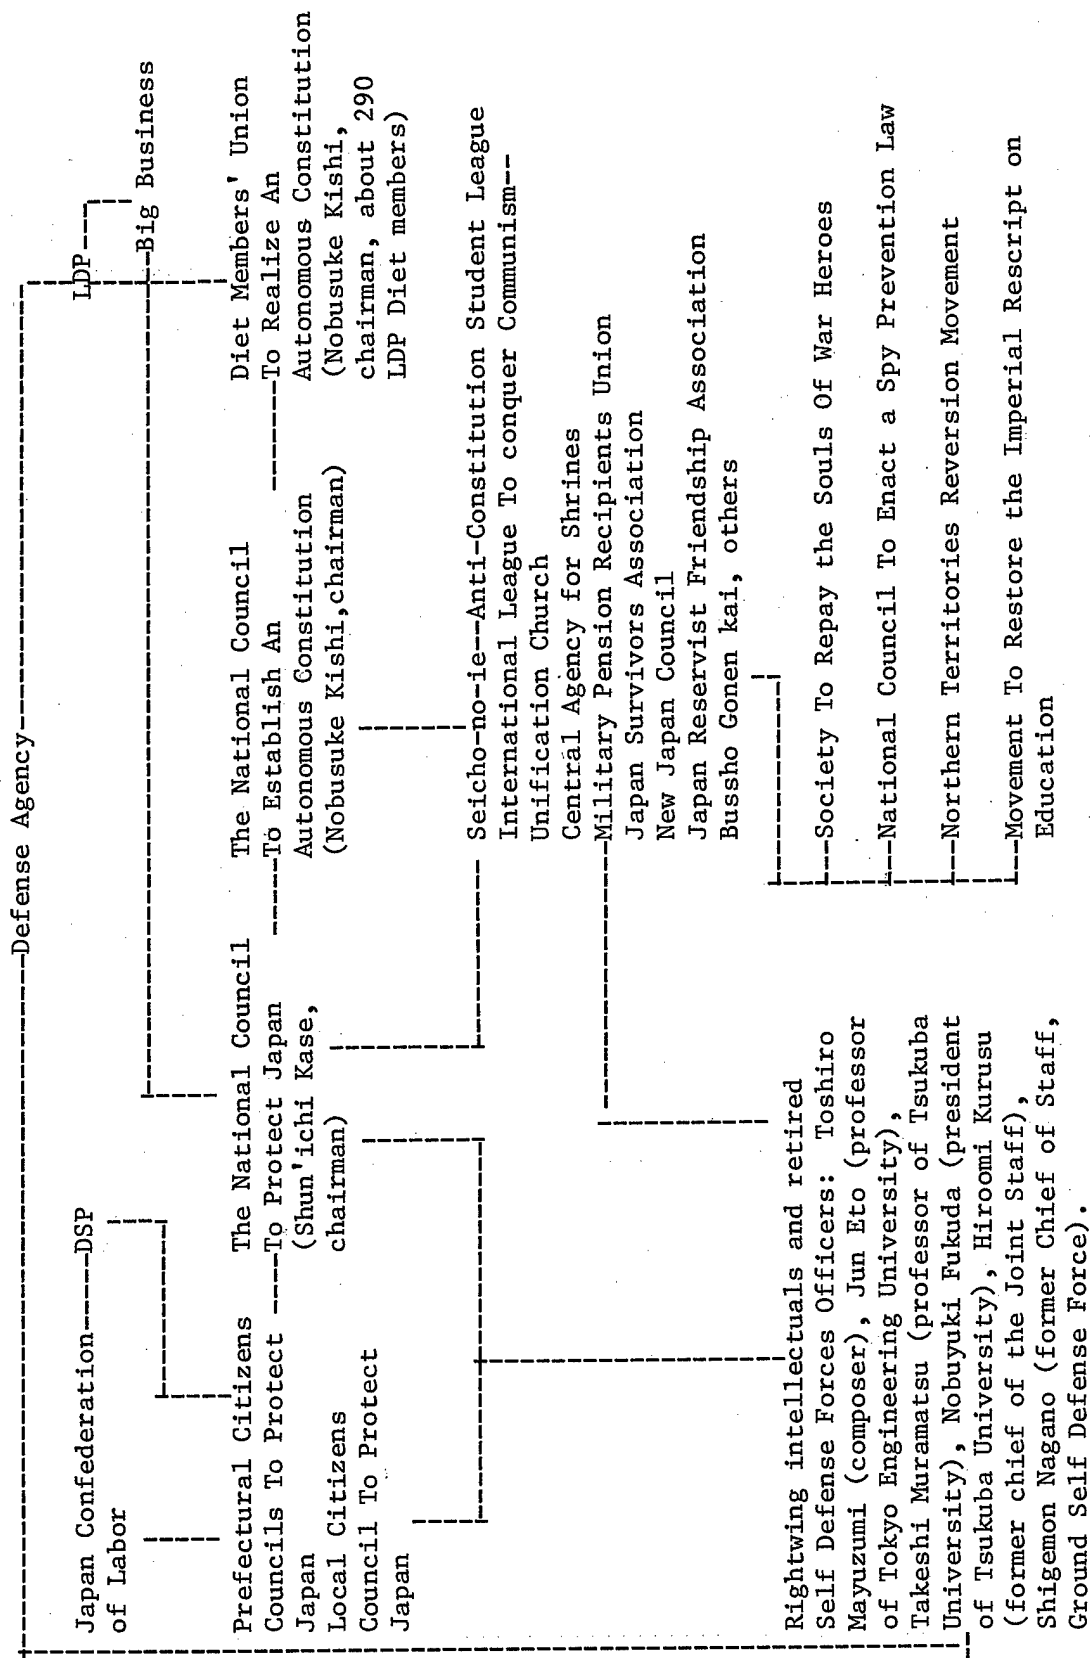 Defense Agency
LDP
Big Business
Japan Confederation
of Labor
DSP
Prefectural Citizens
Councils To Protect
Japan
Local Citizens
Council To Protect
Japan
The National Council
To Protect Japan
(Shun'ichi Kase,
chairman)
The National Council
To Establish An
Autonomous Constitution
(Nobusuke Kishi,chairman)
Diet Members' Union
To Realize An
Autonomous Constitution
(Nobusuke Kishi,
chairman, about 290
LDP Diet members)
Seicho-no-ie--Anti-Constitution Student League
International League To conquer Communism--
Unification Church
Central Agency for Shrines
Military Pension Recipients Union
Japan Survivors Association
New Japan Council
Japan Reservist Friendship Association
Bussho Gonen kai, others
Society To Repay the Souls Of War Heroes
National Council To Enact a Spy Prevention Law
Northern Territories Reversion Movement
Movement To Restore the Imperial Rescript on
Education
Rightwing intellectuals and retired
Self Defense Forces Officers: Toshiro
Mayuzumi (composer), Jun Eto (professor
of Tokyo Engineering University),
Takeshi Muramatsu (professor of Tsukuba
University), Nobuyuki Fukuda (president
of Tsukuba University), Hiroomi Kurusu
(former chief of the Joint Staff),
Shigemon Nagano (former Chief of Staff,
Ground Self Defense Force).